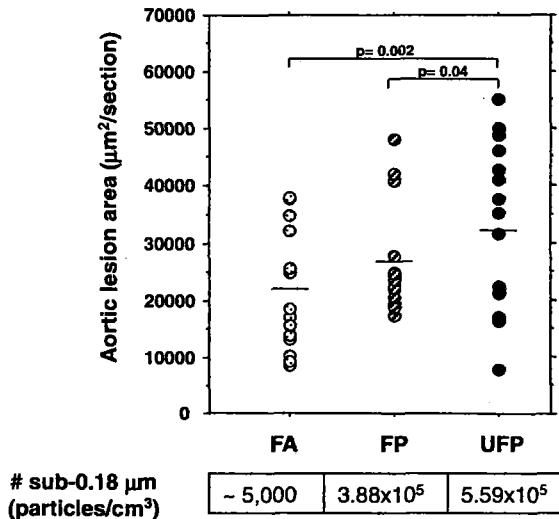 70000
p= 0.002
60000
p= 0.04
50000
40000
30000
20000
10000
0
Aortic lesion area (µm²/section)
FA FP UFP
# sub-0.18 µm
(particles/cm³)
~ 5,000 3.88x10⁵ 5.59x10⁵